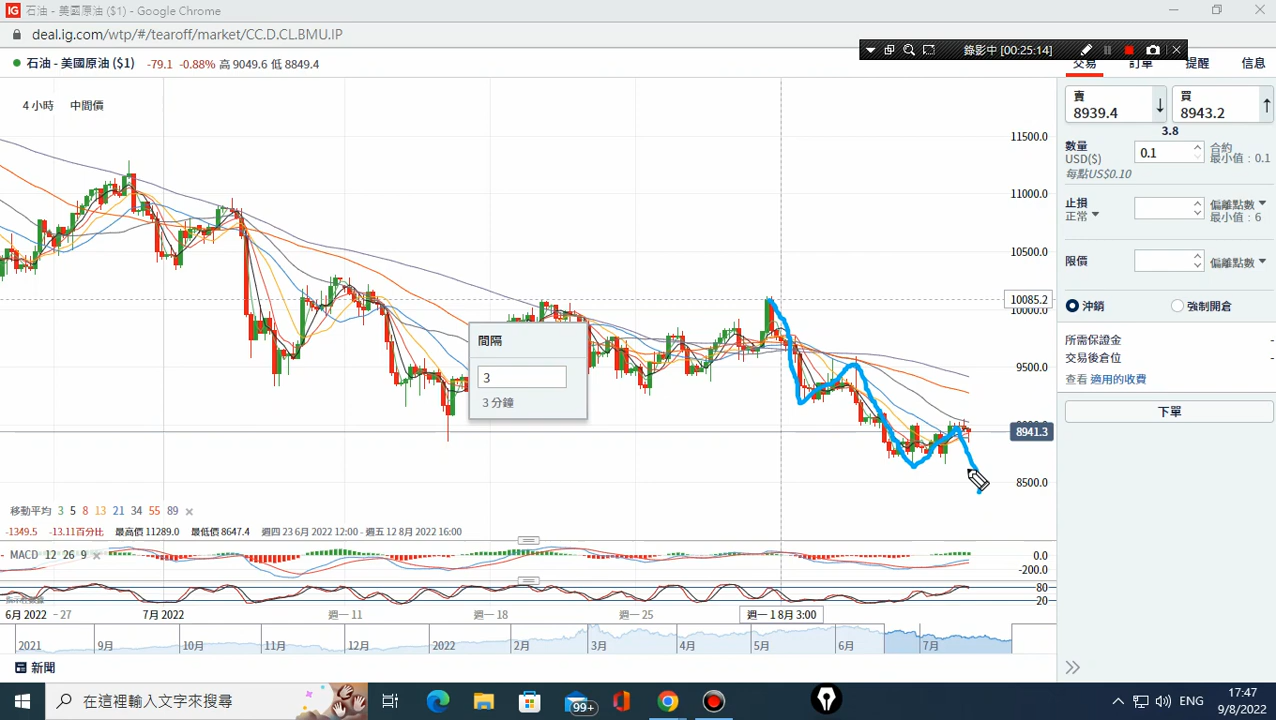 石油 - 美國原油 ($1) - Google Chrome
deal.ig.com/wtp/#/tearoff/market/CC.D.CL.BMU.IP
錄影中 [00:25:14]
石油 - 美國原油 ($1) -79.1 -0.88% 高 9049.6 低 8849.4
交易 訂單 提醒 信息
4 小時 中間價
賣
8939.4
買
8943.2
3.8
數量
USD($)
0.1
合約
最小值 : 0.1
每點US$0.10
止損
正常
偏離點數
最小值 : 6
限價
偏離點數
沖銷
強制開倉
所需保證金 -
交易後倉位 -
查看 適用的收費
下單
11500.0
11000.0
10500.0
10085.2
10000.0
9500.0
8941.3
8500.0
間隔
3
3 分鐘
移動平均 3 5 8 13 21 34 55 89
-1349.5 -13.11百分比 最高價 11289.0 最低價 8647.4 週四 23 6月 2022 12:00 - 週五 12 8月 2022 16:00
MACD 12 26 9
0.0
-200.0
80
20
6月 2022 27 7月 2022 週一 11 週一 18 週一 25 週一 1 8月 3:00
2021 9月 10月 11月 12月 2022 2月 3月 4月 5月 6月 7月
新聞
在這裡輸入文字來搜尋
99+
ENG
17:47
9/8/2022